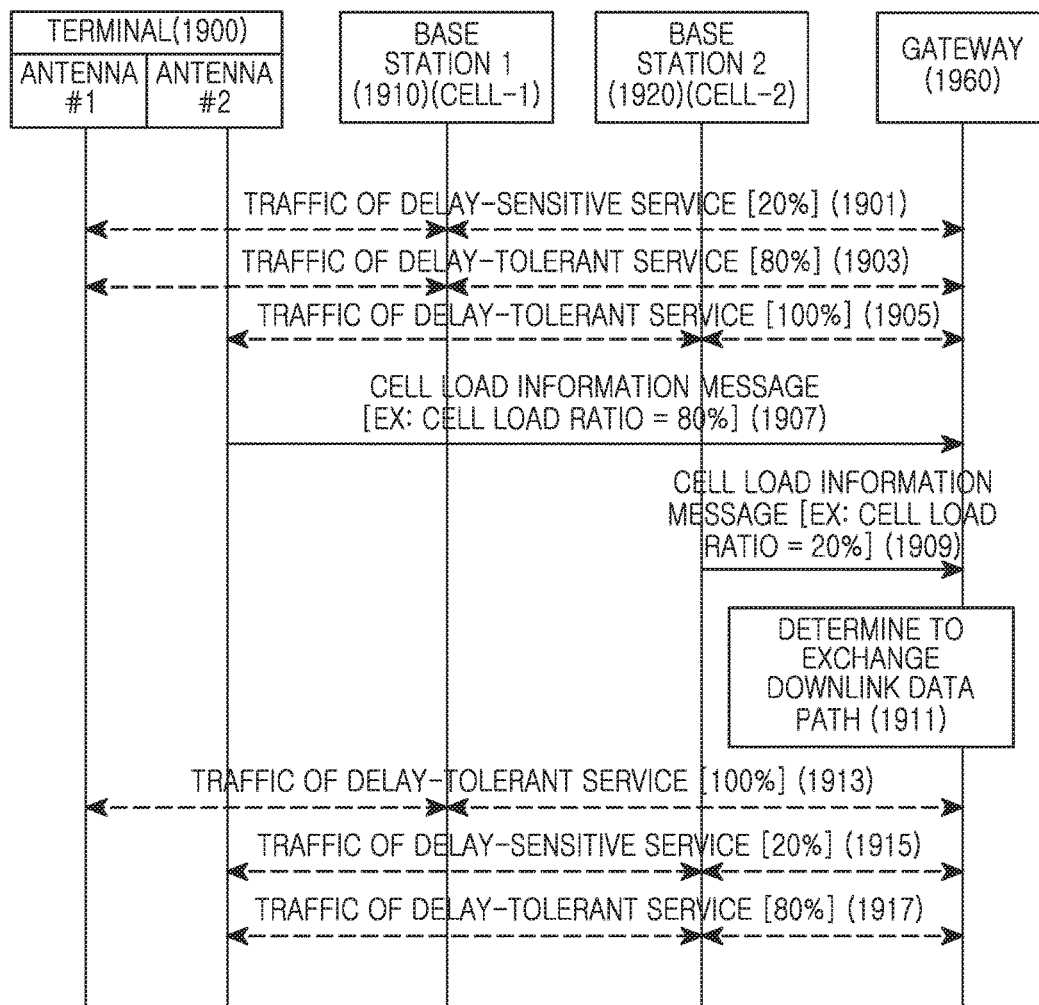 TERMINAL(1900)
ANTENNA
#1
ANTENNA
#2
BASE
STATION 1
(1910)(CELL-1)
BASE
STATION 2
(1920)(CELL-2)
GATEWAY
(1960)
TRAFFIC OF DELAY-SENSITIVE SERVICE [20%] (1901)
TRAFFIC OF DELAY-TOLERANT SERVICE [80%] (1903)
TRAFFIC OF DELAY-TOLERANT SERVICE [100%] (1905)
CELL LOAD INFORMATION MESSAGE
[EX: CELL LOAD RATIO = 80%] (1907)
CELL LOAD INFORMATION
MESSAGE [EX: CELL LOAD
RATIO = 20%] (1909)
DETERMINE TO
EXCHANGE
DOWNLINK DATA
PATH (1911)
TRAFFIC OF DELAY-TOLERANT SERVICE [100%] (1913)
TRAFFIC OF DELAY-SENSITIVE SERVICE [20%] (1915)
TRAFFIC OF DELAY-TOLERANT SERVICE [80%] (1917)